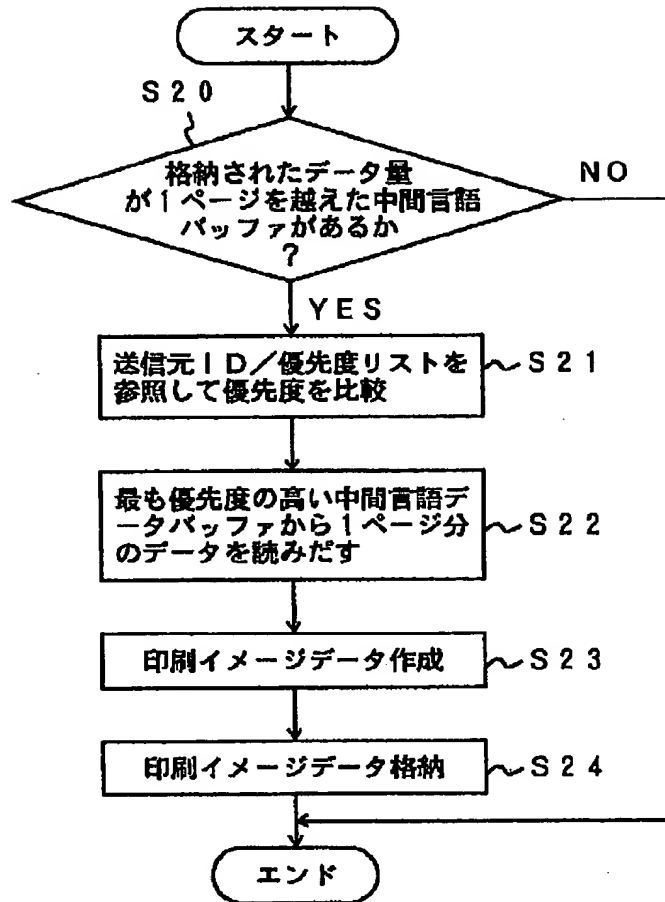 スタート
S20
格納されたデータ量
が1ページを越えた中間言語
バッファがあるか
?
NO
YES
送信元ID/優先度リストを
参照して優先度を比較
S21
最も優先度の高い中間言語デ
ータバッファから1ページ分
のデータを読みだす
S22
印刷イメージデータ作成
S23
印刷イメージデータ格納
S24
エンド